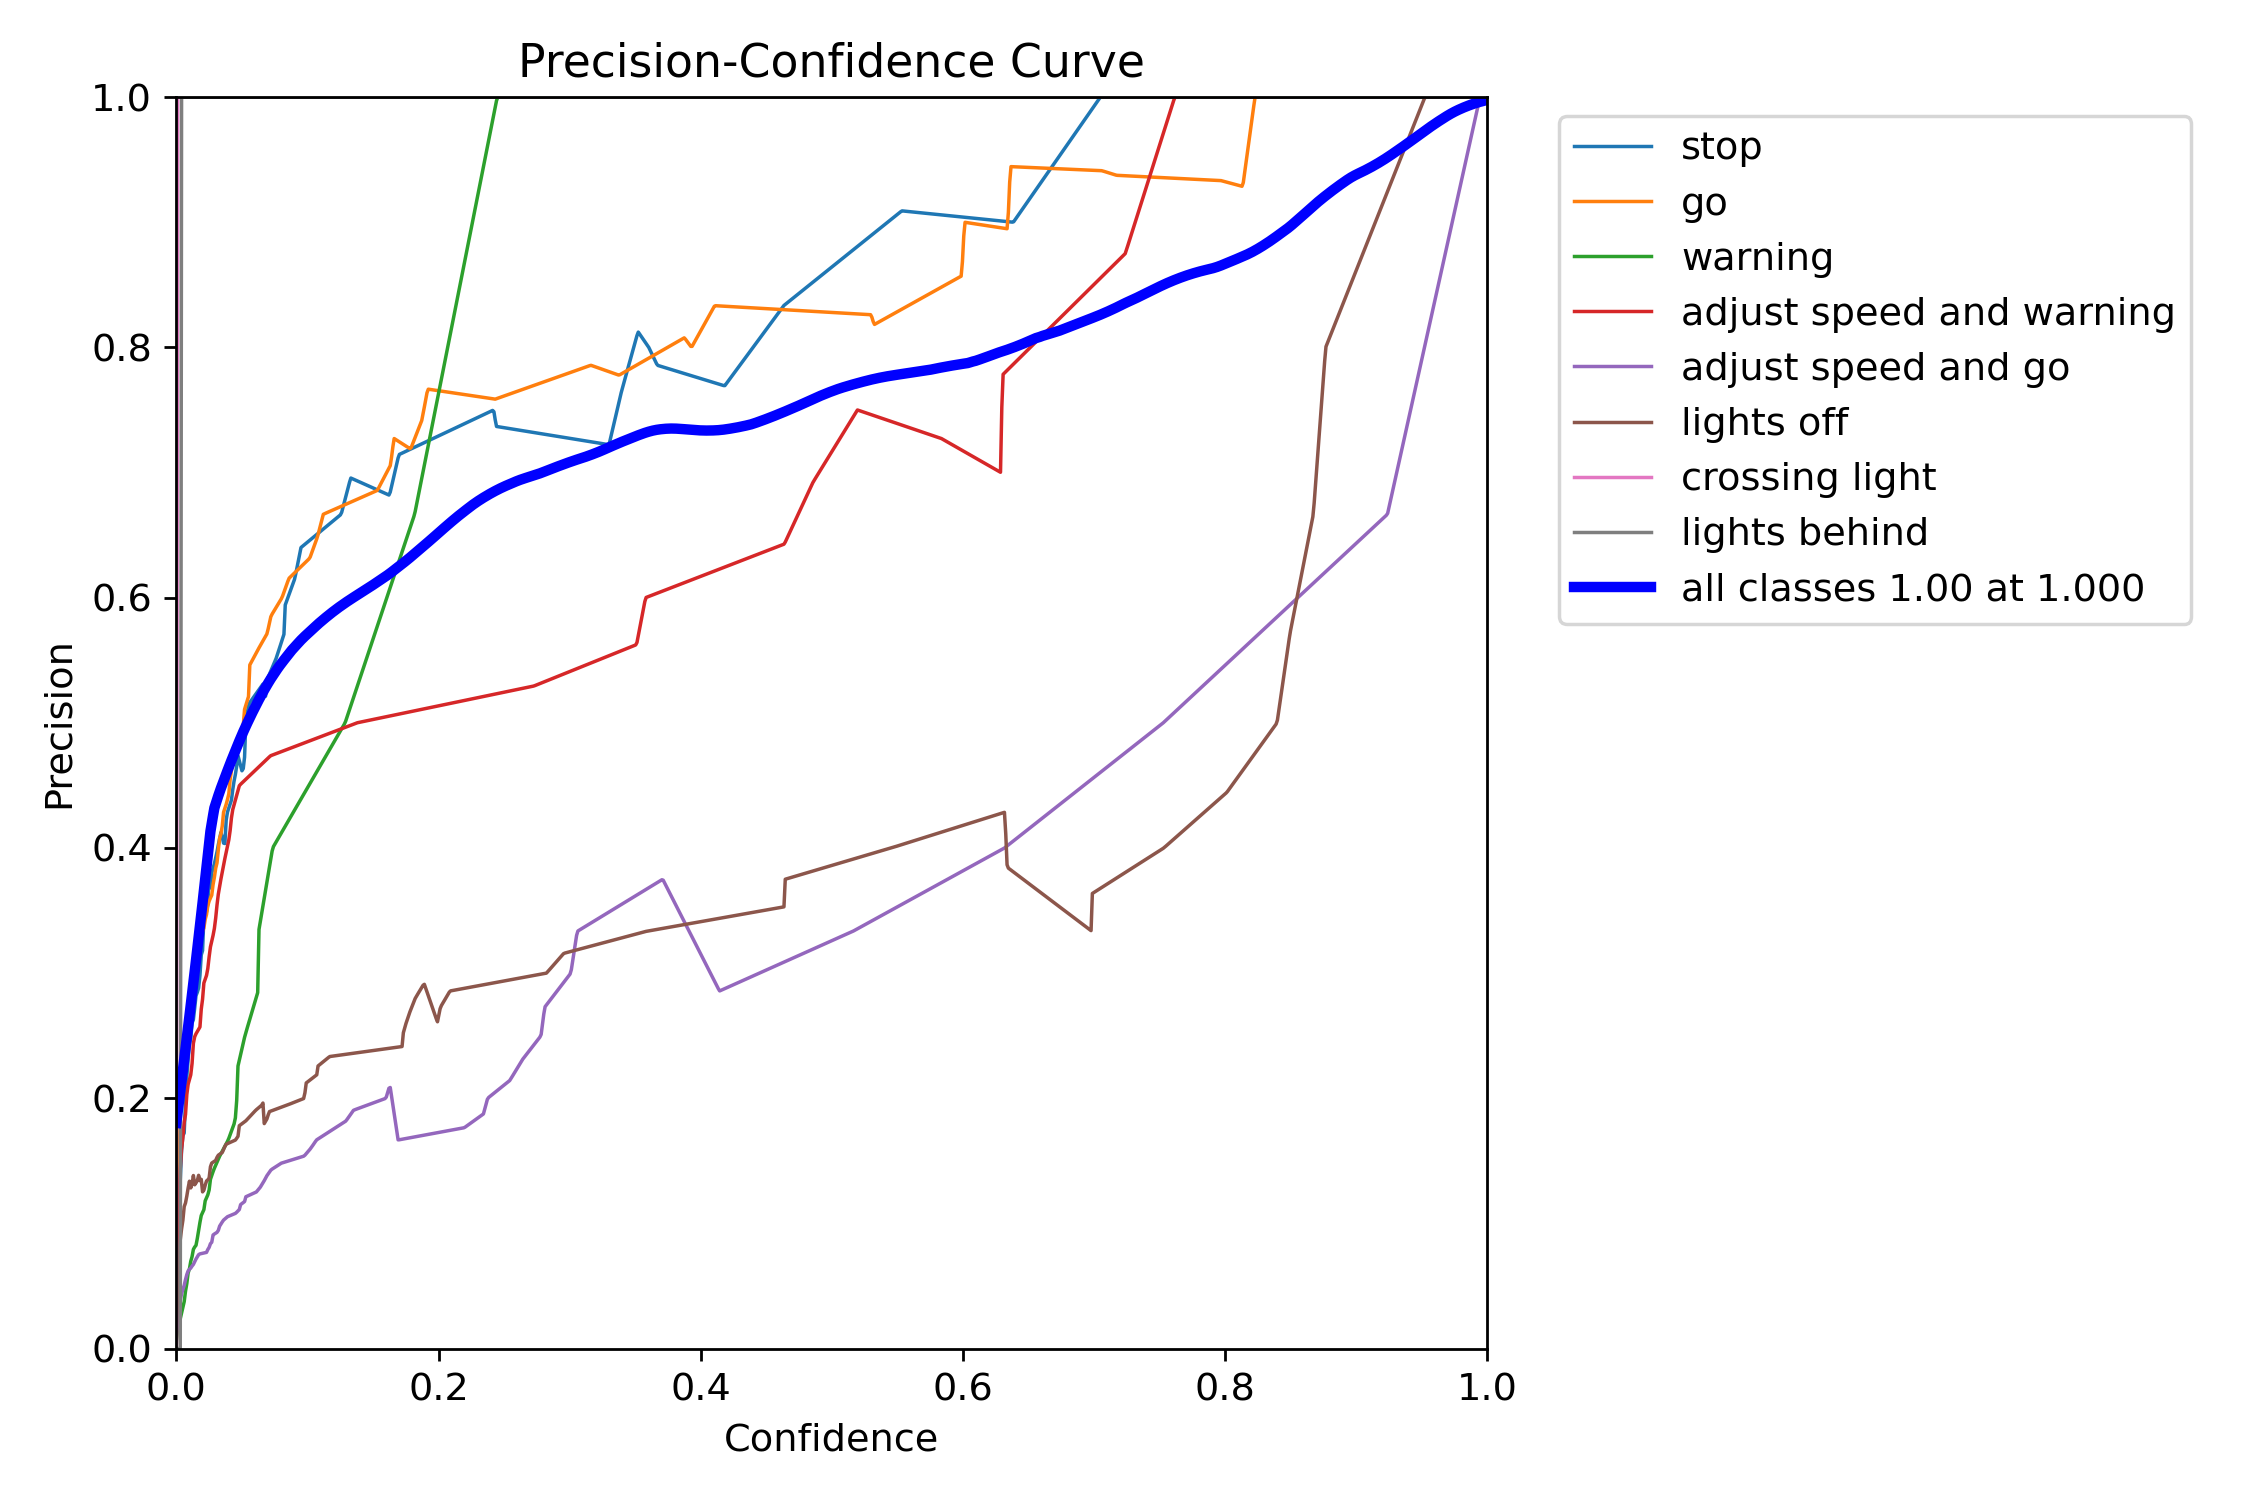 Precision-Confidence Curve
1.0
0.8
0.6
0.4
0.2
0.0
Precision
0.0 0.2 0.4 0.6 0.8 1.0
Confidence
stop
go
warning
adjust speed and warning
adjust speed and go
lights off
crossing light
lights behind
all classes 1.00 at 1.000